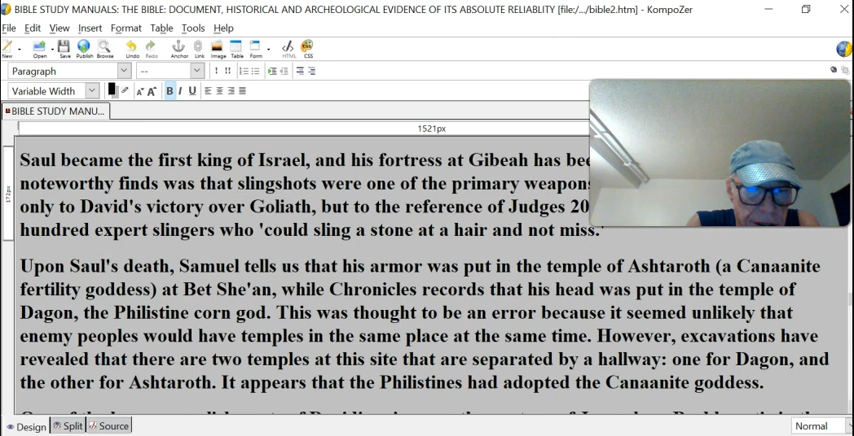 BIBLE STUDY MANUALS: THE BIBLE: DOCUMENT, HISTORICAL AND ARCHEOLOGICAL EVIDENCE OF ITS ABSOLUTE RELIABLITY [file:/.../bible2.htm] - KompoZer
File Edit View Insert Format Table Tools Help
New Open Save Publish Browse Undo Redo Anchor Link Image Table Form HTML CSS
Paragraph --
Variable Width A A B I U
BIBLE STUDY MANU...
1521px
172px
Saul became the first king of Israel, and his fortress at Gibeah has
noteworthy finds was that slingshots were one of the primary weapons
only to David's victory over Goliath, but to the reference of Judges 20
hundred expert slingers who 'could sling a stone at a hair and not miss.'
Upon Saul's death, Samuel tells us that his armor was put in the temple of Ashtaroth (a Canaanite
fertility goddess) at Bet She'an, while Chronicles records that his head was put in the temple of
Dagon, the Philistine corn god. This was thought to be an error because it seemed unlikely that
enemy peoples would have temples in the same place at the same time. However, excavations have
revealed that there are two temples at this site that are separated by a hallway: one for Dagon, and
the other for Ashtaroth. It appears that the Philistines had adopted the Canaanite goddess.
Design Split Source Normal